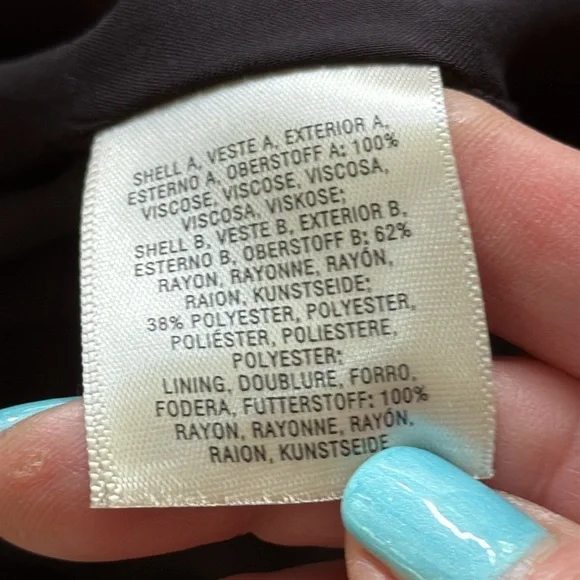 SHELL A, VESTE A, EXTERIOR A,
ESTERNO A, OBERSTOFF A: 100%
VISCOSE, VISCOSE, VISCOSA,
VISCOSA, VISKOSE;
SHELL B, VESTE B, EXTERIOR B,
ESTERNO B, OBERSTOFF B: 62%
RAYON, RAYONNE, RAYÓN,
RAION, KUNSTSEIDE;
38% POLYESTER, POLYESTER,
POLIÉSTER, POLIESTERE,
POLYESTER;
LINING, DOUBLURE, FORRO,
FODERA, FUTTERSTOFF: 100%
RAYON, RAYONNE, RAYÓN,
RAION, KUNSTSEIDE